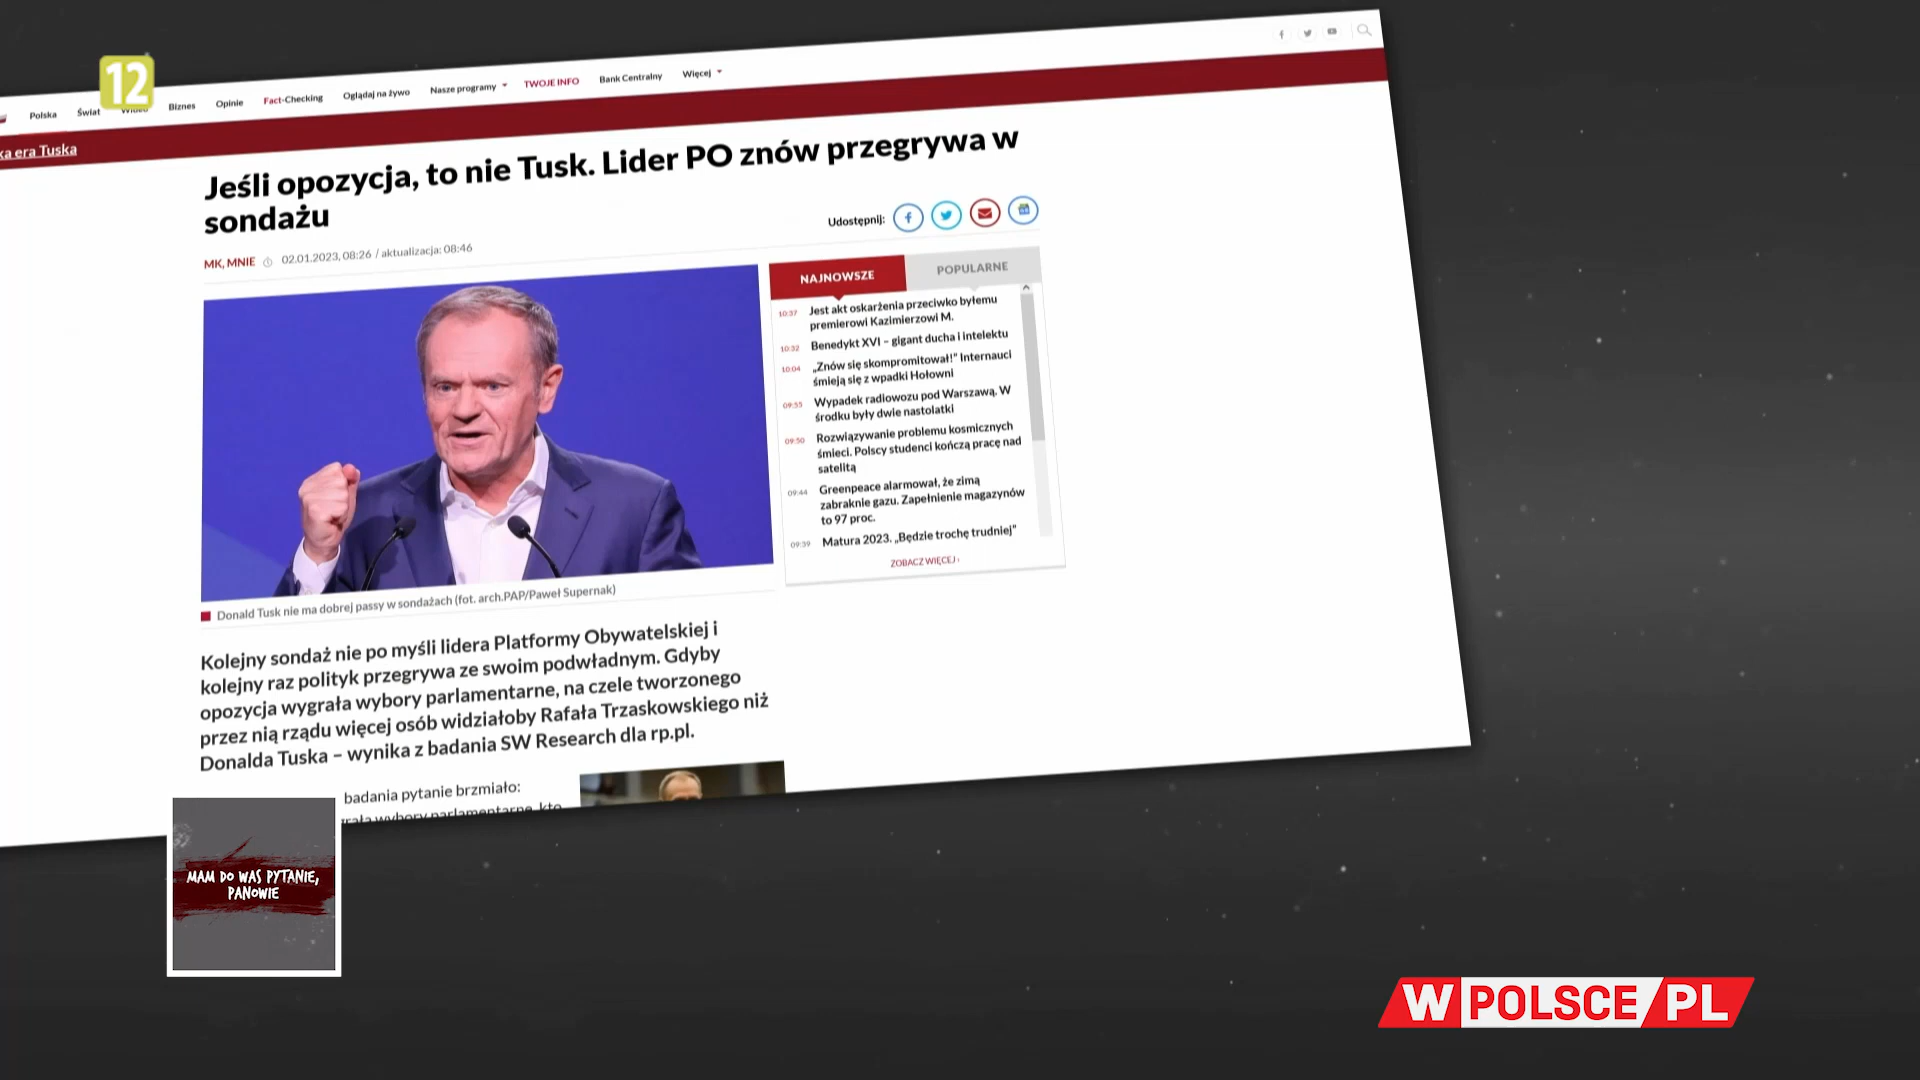 12
Polska
Świat
Wideo
Biznes
Opinie
Fact-Checking
Oglądaj na żywo
Nasze programy
TWOJE INFO
Bank Centralny
Więcej
ka era Tuska
Jeśli opozycja, to nie Tusk. Lider PO znów przegrywa w
sondażu
Udostępnij:
MK, MNIE 02.01.2023, 08:26 / aktualizacja: 08:46
NAJNOWSZE
POPULARNE
10:37 Jest akt oskarżenia przeciwko byłemu
premierowi Kazimierzowi M.
10:32 Benedykt XVI – gigant ducha i intelektu
10:04 „Znów się skompromitował!” Internauci
śmieją się z wpadki Hołowni
09:55 Wypadek radiowozu pod Warszawą. W
środku były dwie nastolatki
09:50 Rozwiązywanie problemu kosmicznych
śmieci. Polscy studenci kończą pracę nad
satelitą
09:44 Greenpeace alarmował, że zimą
zabraknie gazu. Zapełnienie magazynów
to 97 proc.
09:39 Matura 2023. „Będzie trochę trudniej”
ZOBACZ WIĘCEJ ›
Donald Tusk nie ma dobrej passy w sondażach (fot. arch.PAP/Paweł Supernak)
Kolejny sondaż nie po myśli lidera Platformy Obywatelskiej i
kolejny raz polityk przegrywa ze swoim podwładnym. Gdyby
opozycja wygrała wybory parlamentarne, na czele tworzonego
przez nią rządu więcej osób widziałoby Rafała Trzaskowskiego niż
Donalda Tuska – wynika z badania SW Research dla rp.pl.
badania pytanie brzmiało:
wybory parlamentarne, kto
MAM DO WAS PYTANIE,
PANOWIE
WPOLSCE/PL